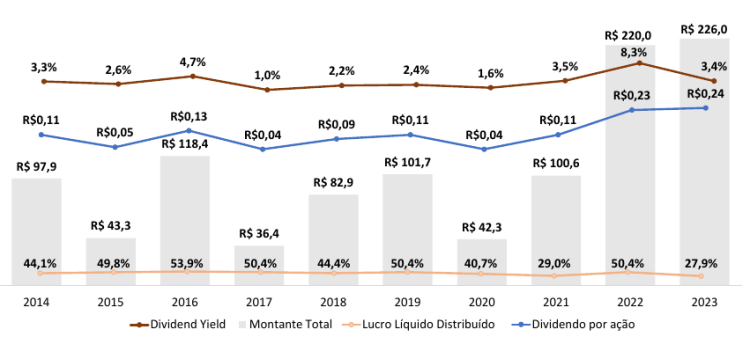 R$ 220,0 R$ 226,0
3,3% 2,6% 4,7% 1,0% 2,2% 2,4% 1,6% 3,5% 8,3% 3,4%
R$0,11 R$0,05 R$0,13 R$0,04 R$0,09 R$0,11 R$0,04 R$0,11 R$0,23 R$0,24
R$ 97,9 R$ 43,3 R$ 118,4 R$ 36,4 R$ 82,9 R$ 101,7 R$ 42,3 R$ 100,6
44,1% 49,8% 53,9% 50,4% 44,4% 50,4% 40,7% 29,0% 50,4% 27,9%
2014 2015 2016 2017 2018 2019 2020 2021 2022 2023
Dividend Yield Montante Total Lucro Líquido Distribuído Dividendo por ação